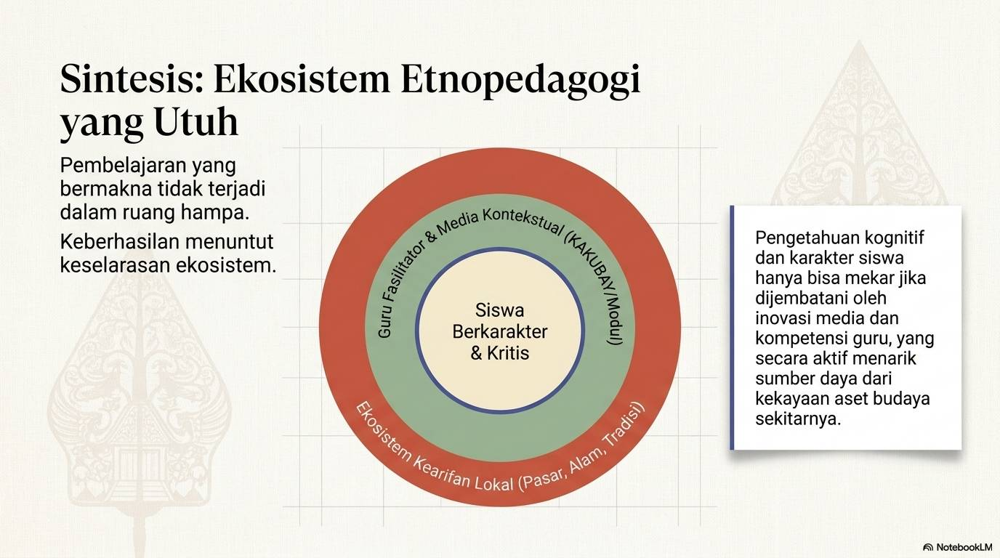 Sintesis: Ekosistem Etnopedagogi
yang Utuh
Pembelajaran yang
bermakna tidak terjadi
dalam ruang hampa.
Keberhasilan menuntut
keselarasan ekosistem.
Guru Fasilitator & Media Kontekstual (KAKUBAY/Modul)
Siswa
Berkarakter
& Kritis
Ekosistem Kearifan Lokal (Pasar, Alam, Tradisi)
Pengetahuan kognitif
dan karakter siswa
hanya bisa mekar jika
dijembatani oleh
inovasi media dan
kompetensi guru, yang
secara aktif menarik
sumber daya dari
kekayaan aset budaya
sekitarnya.
NotebookLM